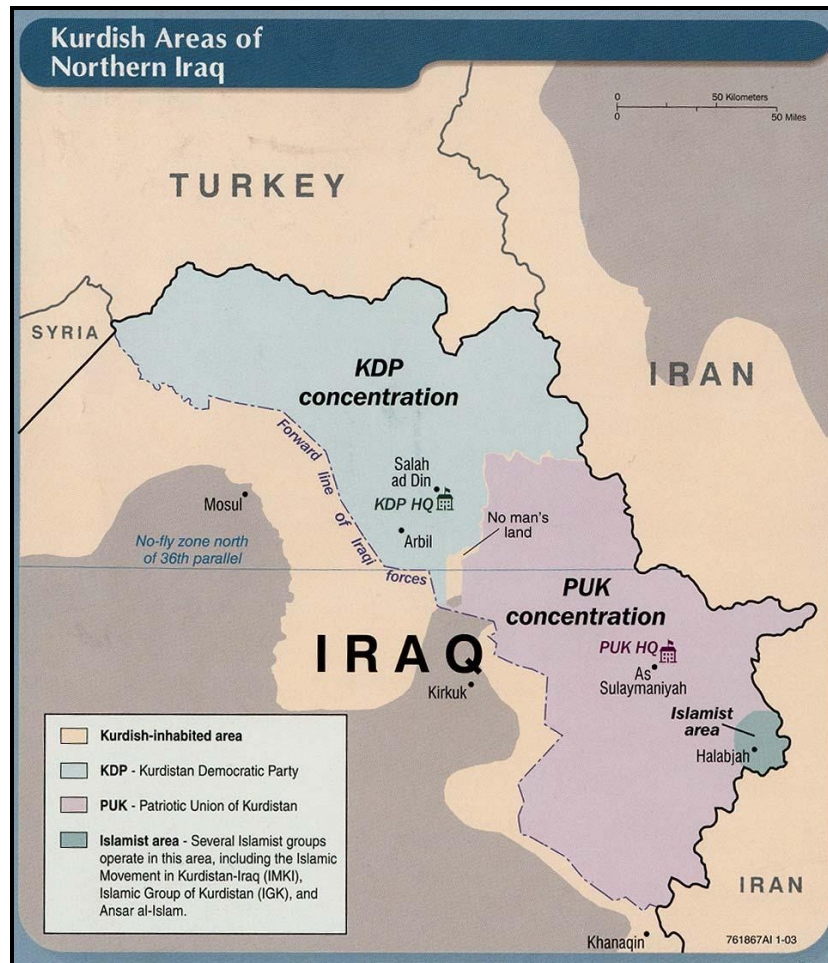 Kurdish Areas of
Northern Iraq
0
50 Kilometers
0
50 Miles
TURKEY
SYRIA
IRAN
KDP
concentration
Forward line of Iraqi forces
Salah
ad Din
KDP HQ
Mosul
Arbil
No man's
land
No-fly zone north
of 36th parallel
PUK
concentration
IRAQ
PUK HQ
As
Sulaymaniyah
Kirkuk
Islamist
area
Halabjah
Kurdish-inhabited area
KDP - Kurdistan Democratic Party
PUK - Patriotic Union of Kurdistan
Islamist area - Several Islamist groups
operate in this area, including the Islamic
Movement in Kurdistan-Iraq (IMKI),
Islamic Group of Kurdistan (IGK), and
Ansar al-Islam.
IRAN
Khanaqin
761867AI 1-03